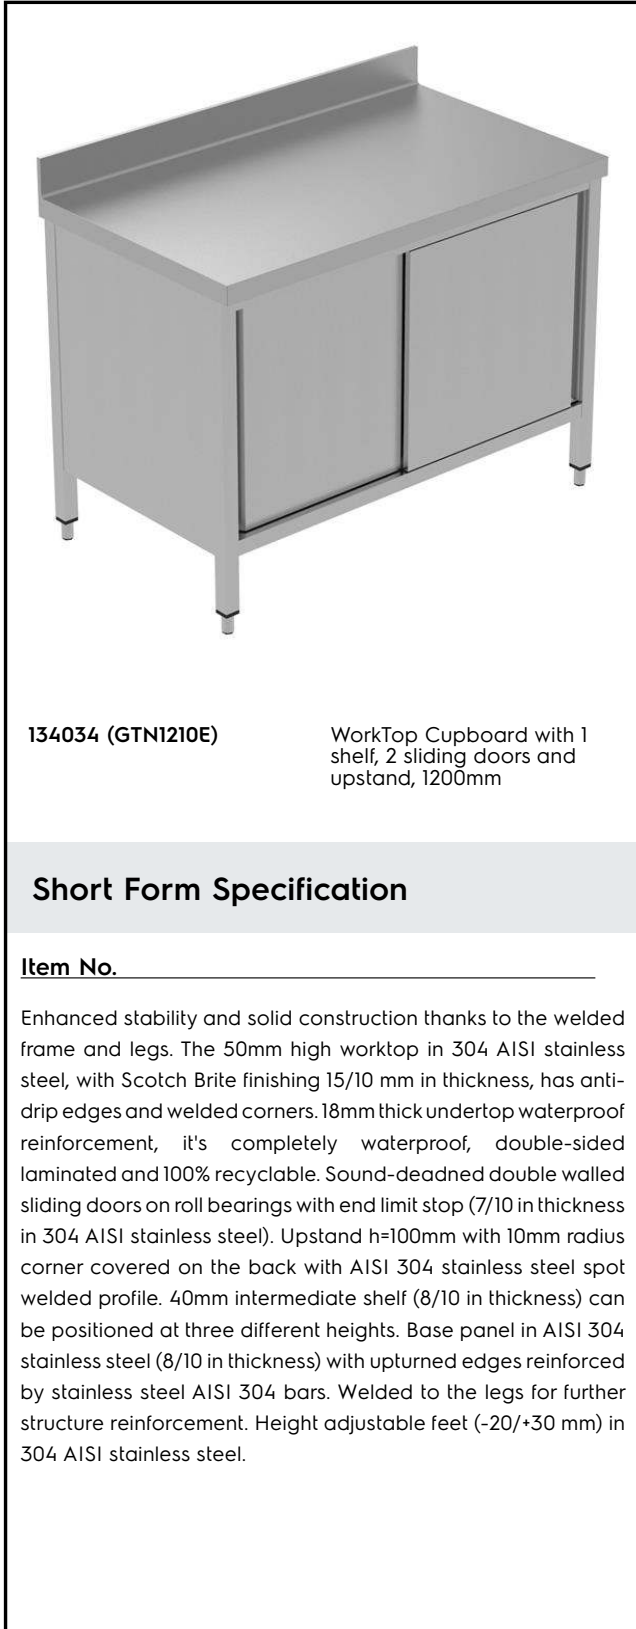 134034 (GTN1210E)
WorkTop Cupboard with 1
shelf, 2 sliding doors and
upstand, 1200mm
Short Form Specification
Item No.
Enhanced stability and solid construction thanks to the welded
frame and legs. The 50mm high worktop in 304 AISI stainless
steel, with Scotch Brite finishing 15/10 mm in thickness, has anti-
drip edges and welded corners. 18mm thick undertop waterproof
reinforcement, it's completely waterproof, double-sided
laminated and 100% recyclable. Sound-deadned double walled
sliding doors on roll bearings with end limit stop (7/10 in thickness
in 304 AISI stainless steel). Upstand h=100mm with 10mm radius
corner covered on the back with AISI 304 stainless steel spot
welded profile. 40mm intermediate shelf (8/10 in thickness) can
be positioned at three different heights. Base panel in AISI 304
stainless steel (8/10 in thickness) with upturned edges reinforced
by stainless steel AISI 304 bars. Welded to the legs for further
structure reinforcement. Height adjustable feet (-20/+30 mm) in
304 AISI stainless steel.